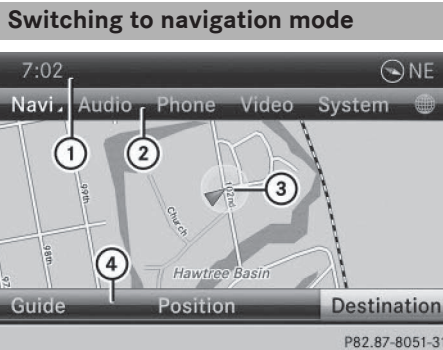 Switching to navigation mode
7:02 NE
Navi Audio Phone Video System
1 2
3
99th
102nd
Church
98th
97
4
Hawtree Basin
Guide Position Destination
P82.87-8051-31